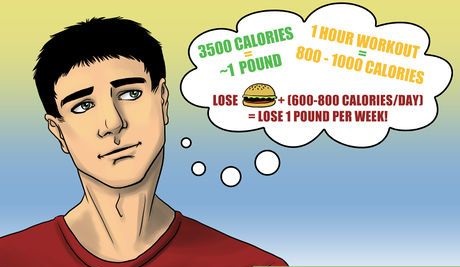 3500 CALORIES
=
~1 POUND
1 HOUR WORKOUT
=
800 - 1000 CALORIES
LOSE + (600-800 CALORIES/DAY)
= LOSE 1 POUND PER WEEK!